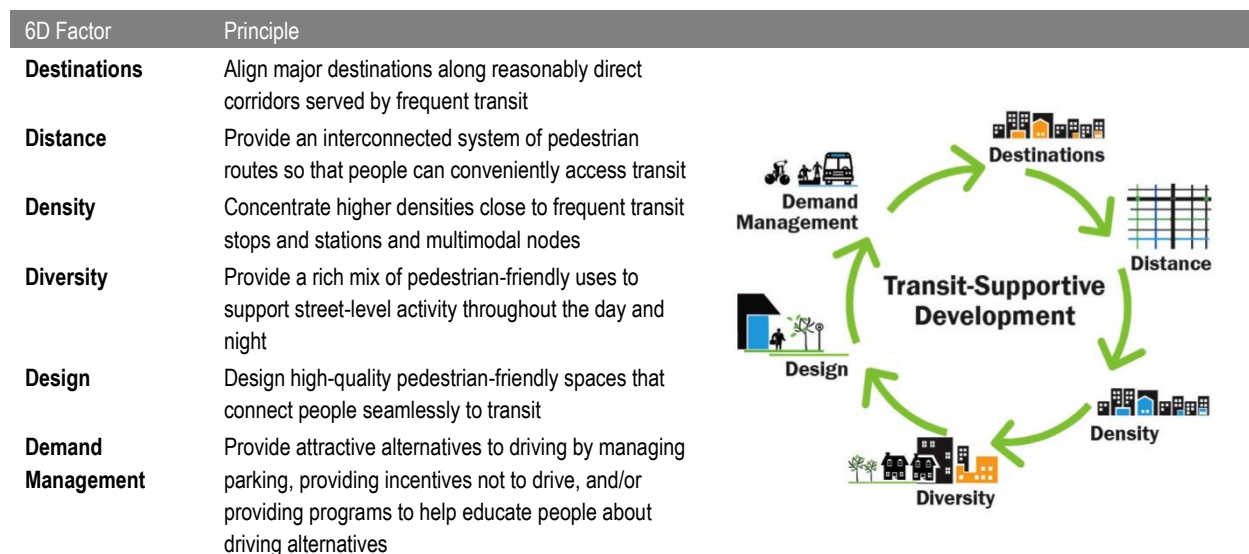 6D Factor Principle
Destinations Align major destinations along reasonably direct
corridors served by frequent transit
Distance Provide an interconnected system of pedestrian
routes so that people can conveniently access transit
Density Concentrate higher densities close to frequent transit
stops and stations and multimodal nodes
Diversity Provide a rich mix of pedestrian-friendly uses to
support street-level activity throughout the day and
night
Design Design high-quality pedestrian-friendly spaces that
connect people seamlessly to transit
Demand Provide attractive alternatives to driving by managing
Management parking, providing incentives not to drive, and/or
providing programs to help educate people about
driving alternatives
Destinations
Distance
Density
Diversity
Design
Demand
Management
Transit-Supportive
Development